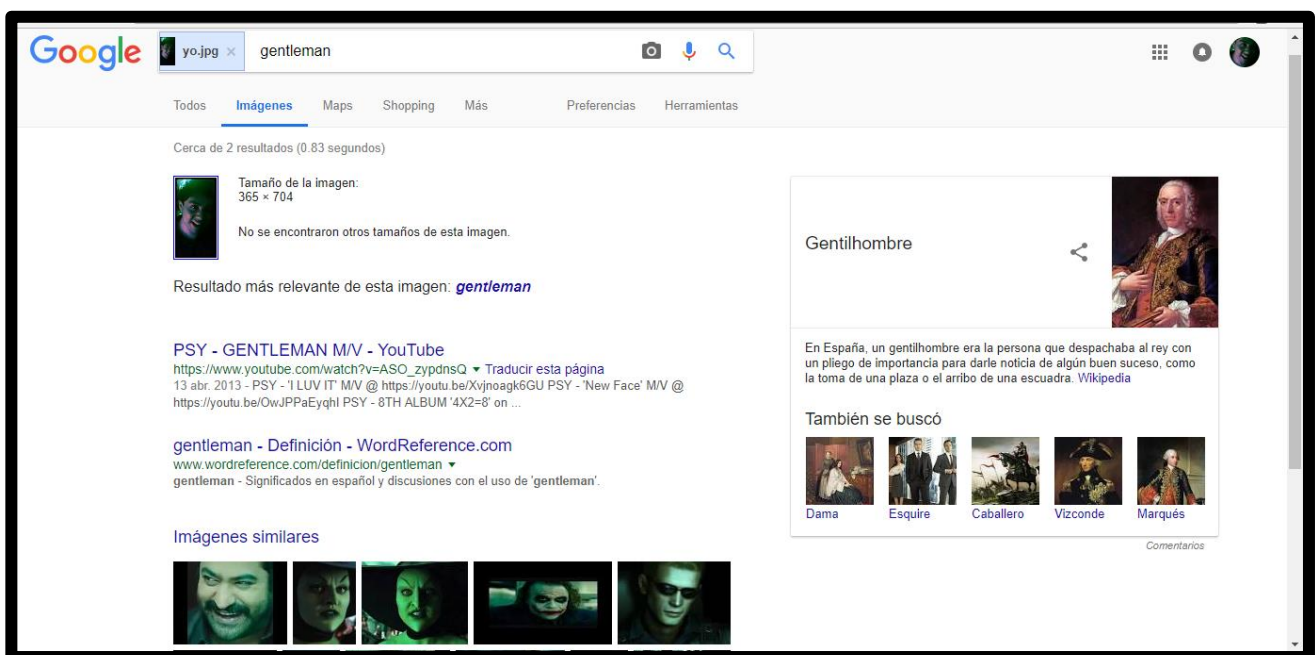 Google
yo.jpg × gentleman
Todos Imágenes Maps Shopping Más Preferencias Herramientas
Cerca de 2 resultados (0.83 segundos)
Tamaño de la imagen:
365 × 704
No se encontraron otros tamaños de esta imagen.
Resultado más relevante de esta imagen: gentleman
PSY - GENTLEMAN M/V - YouTube
https://www.youtube.com/watch?v=ASO_zypdnsQ ▾ Traducir esta página
13 abr. 2013 - PSY - 'I LUV IT' M/V @ https://youtu.be/Xvjnoagk6GU PSY - 'New Face' M/V @
https://youtu.be/OwJPPaEyqhI PSY - 8TH ALBUM '4X2=8' on ...
gentleman - Definición - WordReference.com
www.wordreference.com/definicion/gentleman ▾
gentleman - Significados en español y discusiones con el uso de 'gentleman'.
Imágenes similares
Gentilhombre
En España, un gentilhombre era la persona que despachaba al rey con
un pliego de importancia para darle noticia de algún buen suceso, como
la toma de una plaza o el arribo de una escuadra. Wikipedia
También se buscó
Dama Esquire Caballero Vizconde Marqués
Comentarios